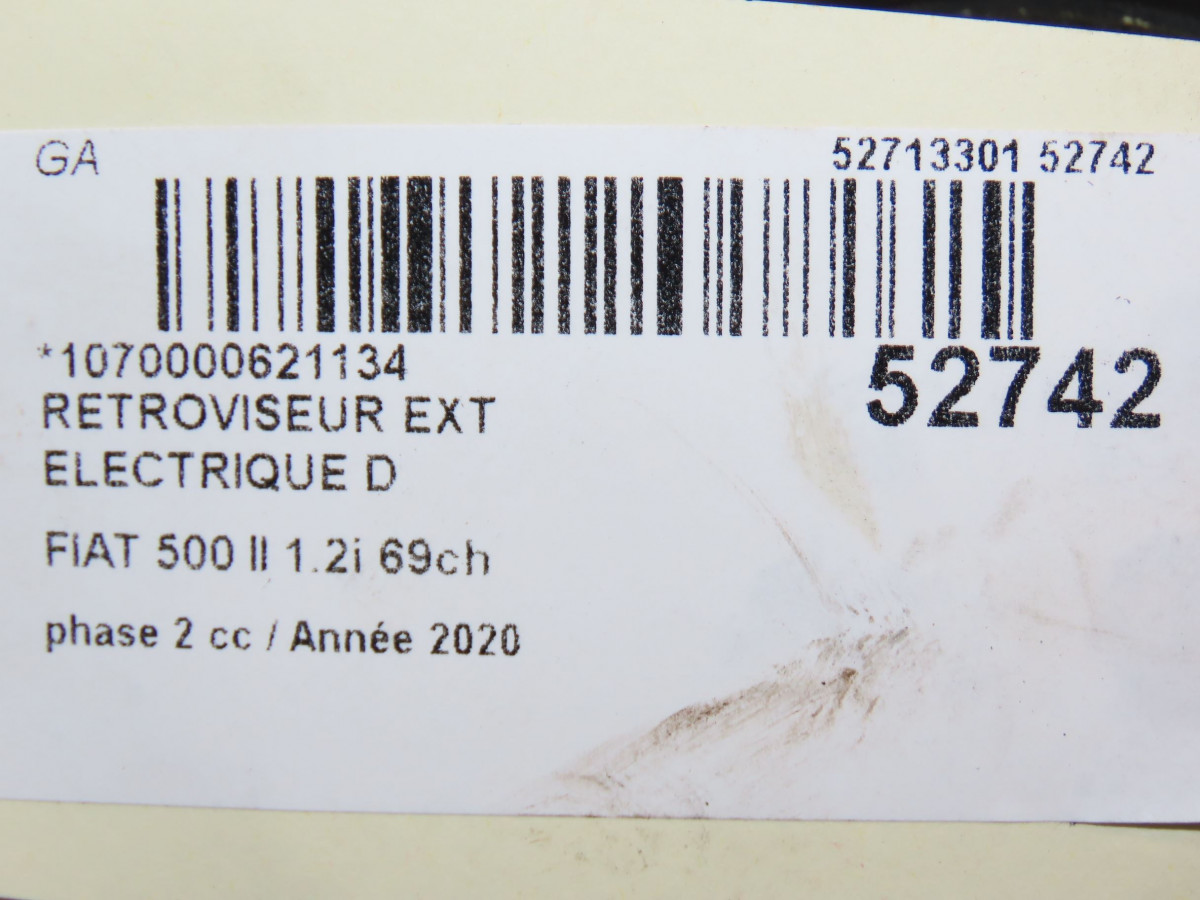 GA
52713301 52742
*1070000621134
52742
RETROVISEUR EXT
ELECTRIQUE D
FIAT 500 II 1.2i 69ch
phase 2 cc / Année 2020